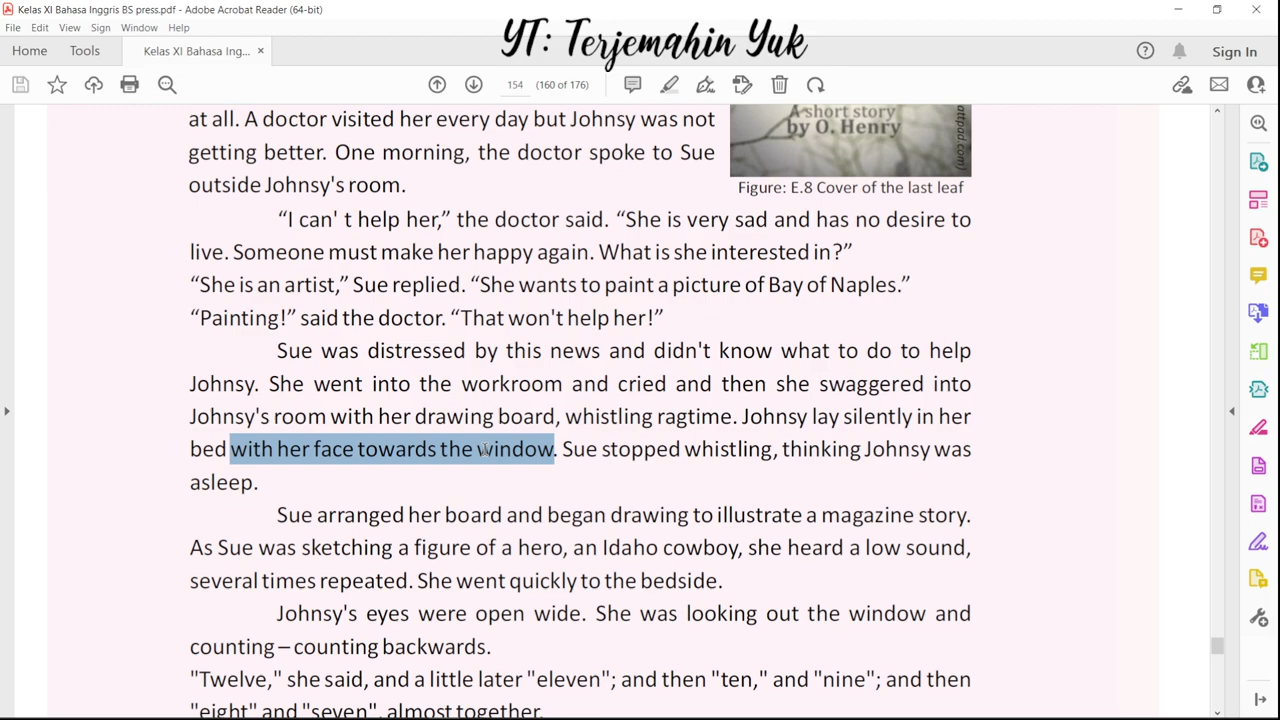 Kelas XI Bahasa Inggris BS press.pdf - Adobe Acrobat Reader (64-bit)
File Edit View Sign Window Help
YT: Terjemahin Yuk
Home Tools Kelas XI Bahasa Ing... × Sign In
154 (160 of 176)
at all. A doctor visited her every day but Johnsy was not
getting better. One morning, the doctor spoke to Sue
outside Johnsy's room.
A short story
by O. Henry
attpad.com)
Figure: E.8 Cover of the last leaf
“I can' t help her,” the doctor said. “She is very sad and has no desire to
live. Someone must make her happy again. What is she interested in?”
“She is an artist,” Sue replied. “She wants to paint a picture of Bay of Naples.”
“Painting!” said the doctor. “That won't help her!”
Sue was distressed by this news and didn't know what to do to help
Johnsy. She went into the workroom and cried and then she swaggered into
Johnsy's room with her drawing board, whistling ragtime. Johnsy lay silently in her
bed with her face towards the window. Sue stopped whistling, thinking Johnsy was
asleep.
Sue arranged her board and began drawing to illustrate a magazine story.
As Sue was sketching a figure of a hero, an Idaho cowboy, she heard a low sound,
several times repeated. She went quickly to the bedside.
Johnsy's eyes were open wide. She was looking out the window and
counting – counting backwards.
"Twelve," she said, and a little later "eleven"; and then "ten," and "nine"; and then
"eight" and "seven", almost together.